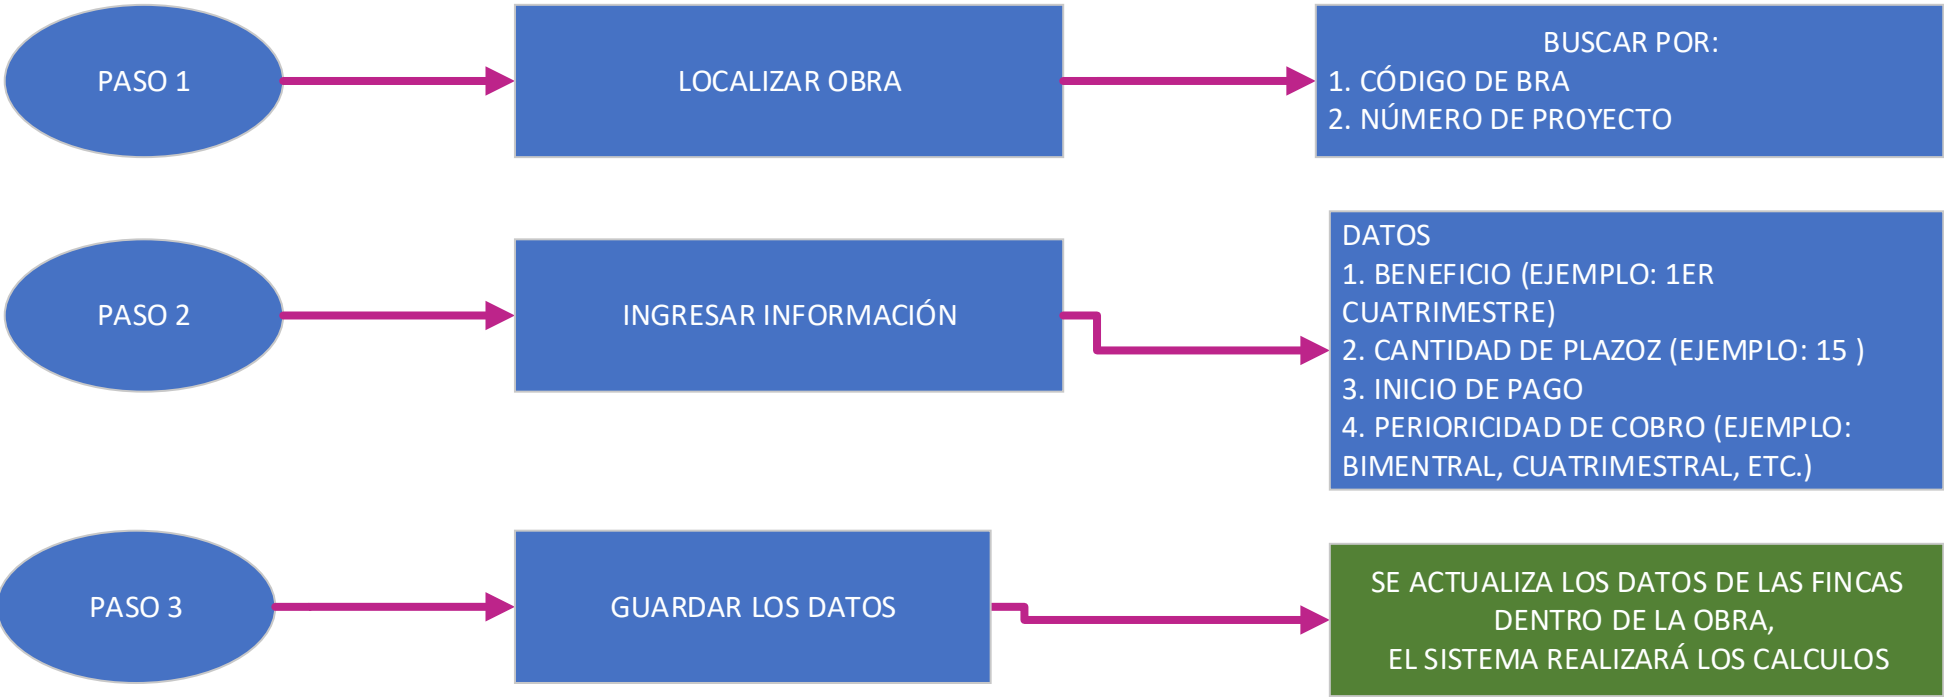 PASO 1
LOCALIZAR OBRA
BUSCAR POR:
1. CÓDIGO DE BRA
2. NÚMERO DE PROYECTO
PASO 2
INGRESAR INFORMACIÓN
DATOS
1. BENEFICIO (EJEMPLO: 1ER
CUATRIMESTRE)
2. CANTIDAD DE PLAZOZ (EJEMPLO: 15 )
3. INICIO DE PAGO
4. PERIORICIDAD DE COBRO (EJEMPLO:
BIMENTRAL, CUATRIMESTRAL, ETC.)
PASO 3
GUARDAR LOS DATOS
SE ACTUALIZA LOS DATOS DE LAS FINCAS
DENTRO DE LA OBRA,
EL SISTEMA REALIZARÁ LOS CALCULOS